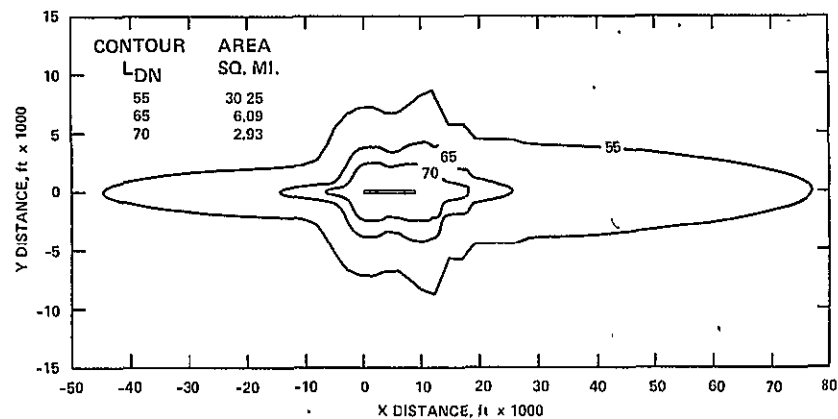 CONTOUR AREA
LDN SQ. MI.
55 30 25
65 6,09
70 2,93
15
10
5
0
-5
-10
-15
65
70
55
-50 -40 -30 -20 -10 0 10 20 30 40 50 60 70 80
X DISTANCE, ft x 1000
Y DISTANCE, ft x 1000